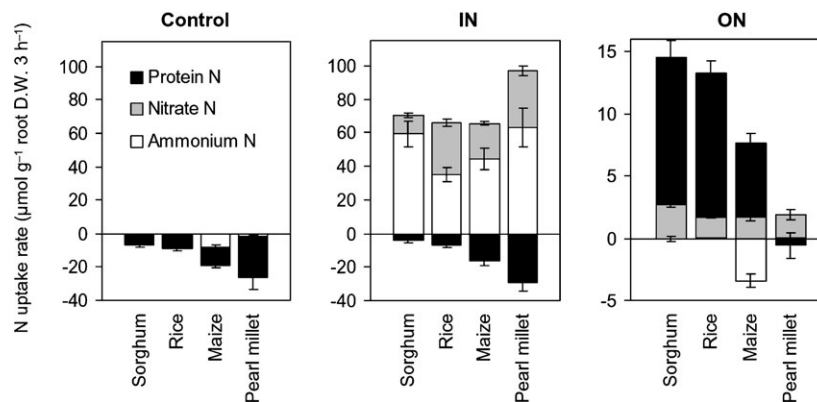 Control
IN
ON
N uptake rate (μmol g⁻¹ root D.W. 3 h⁻¹)
100
80
60
40
20
0
-20
-40
Protein N
Nitrate N
Ammonium N
Sorghum
Rice
Maize
Pearl millet
100
80
60
40
20
0
-20
-40
Sorghum
Rice
Maize
Pearl millet
15
10
5
0
-5
Sorghum
Rice
Maize
Pearl millet